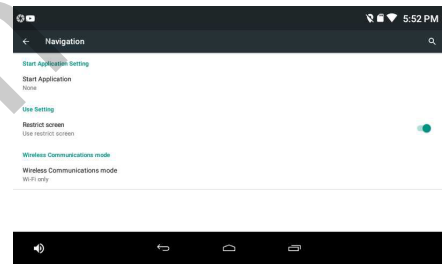 5:52 PM
Navigation
Start Application Setting
Start Application
None
Use Setting
Restrict screen
Use restrict screen
Wireless Communications mode
Wireless Communications mode
Wi-Fi only